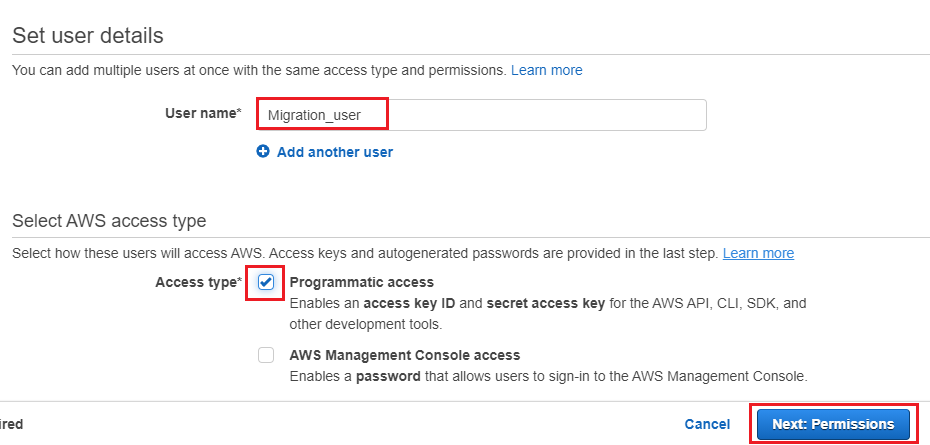 Set user details
You can add multiple users at once with the same access type and permissions. Learn more
User name* Migration_user
Add another user
Select AWS access type
Select how these users will access AWS. Access keys and autogenerated passwords are provided in the last step. Learn more
Access type* Programmatic access
Enables an access key ID and secret access key for the AWS API, CLI, SDK, and
other development tools.
AWS Management Console access
Enables a password that allows users to sign-in to the AWS Management Console.
ired Cancel Next: Permissions